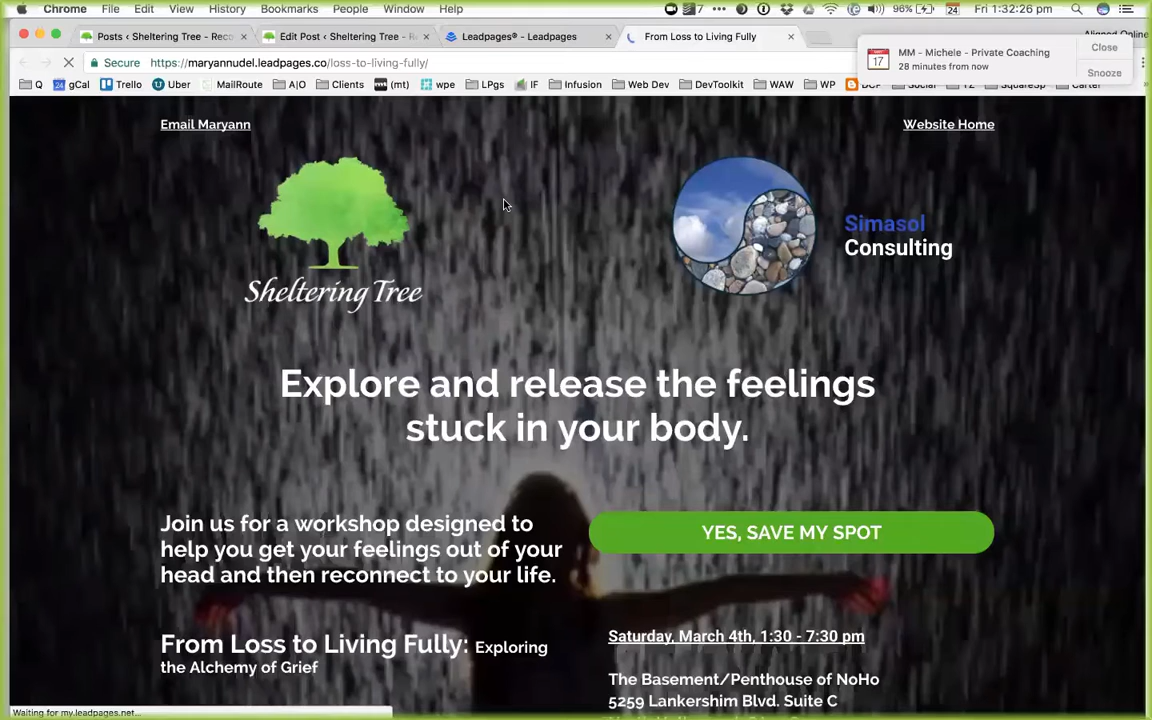 Chrome File Edit View History Bookmarks People Window Help
7 96% 24 Fri 1:32:26 pm
Posts ‹ Sheltering Tree - Reco
Edit Post ‹ Sheltering Tree - R
Leadpages® - Leadpages
From Loss to Living Fully
MM - Michele - Private Coaching
28 minutes from now
17
Close
Snooze
Secure https://maryannudel.leadpages.co/loss-to-living-fully/
Q gCal Trello Uber MailRoute A|O Clients (mt) wpe LPgs IF Infusion Web Dev DevToolkit WAW WP
Email Maryann
Website Home
Sheltering Tree
Simasol
Consulting
Explore and release the feelings
stuck in your body.
Join us for a workshop designed to
help you get your feelings out of your
head and then reconnect to your life.
YES, SAVE MY SPOT
From Loss to Living Fully: Exploring
the Alchemy of Grief
Saturday, March 4th, 1:30 - 7:30 pm
The Basement/Penthouse of NoHo
5259 Lankershim Blvd. Suite C
Waiting for my.leadpages.net...